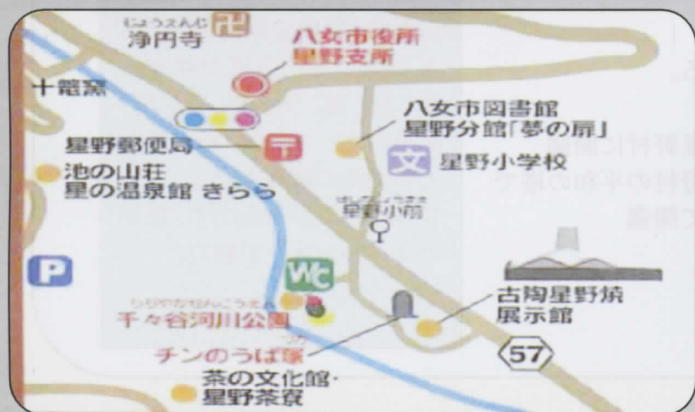 じょうえんじ
浄円寺
八女市役所
星野支所
十籠窯
八女市図書館
星野分館「夢の扉」
星野郵便局
〒
文
星野小学校
池の山荘
星の温泉館 きらら
星野小前
P
WC
千々谷河川公園
古陶星野焼
展示館
チンのうば塚
57
茶の文化館・
星野茶寮